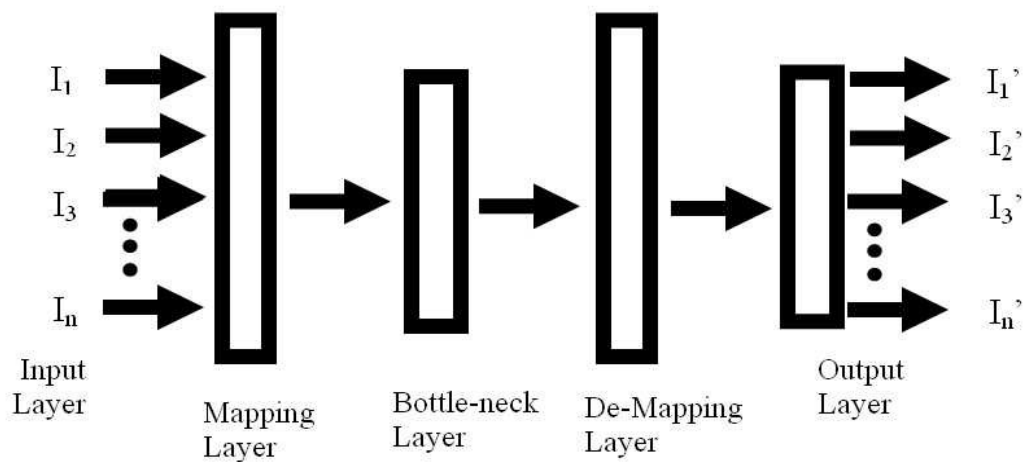 I₁
I₂
I₃
Iₙ
Input
Layer
Mapping
Layer
Bottle-neck
Layer
De-Mapping
Layer
Output
Layer
I₁’
I₂’
I₃’
Iₙ’